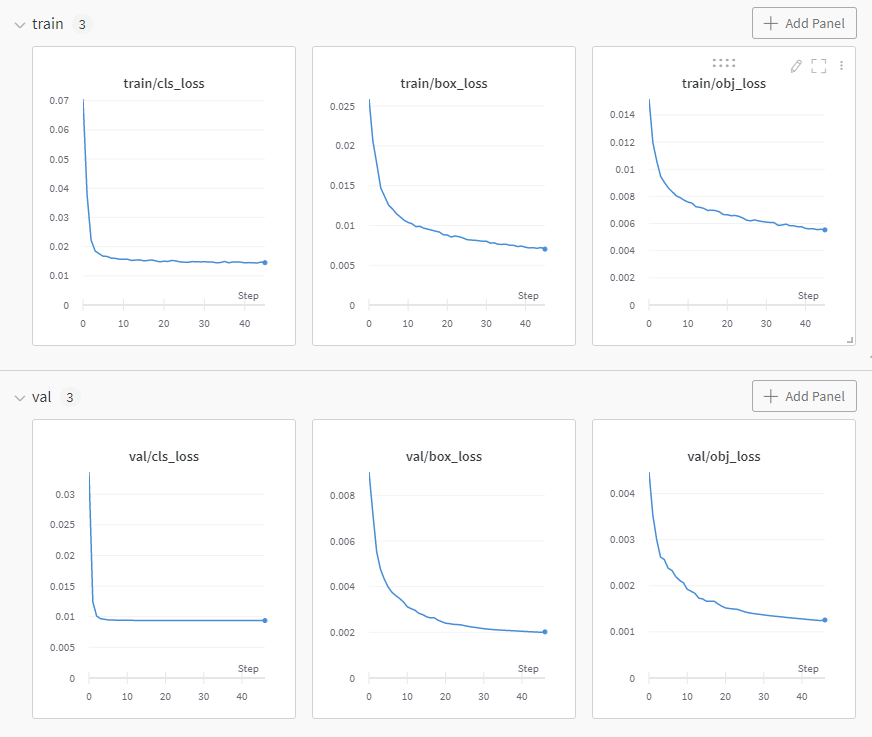 train 3
Add Panel
train/cls_loss
0.07
0.06
0.05
0.04
0.03
0.02
0.01
0
Step
0 10 20 30 40
train/box_loss
0.025
0.02
0.015
0.01
0.005
0
Step
0 10 20 30 40
train/obj_loss
0.014
0.012
0.01
0.008
0.006
0.004
0.002
0
Step
0 10 20 30 40
val 3
Add Panel
val/cls_loss
0.03
0.025
0.02
0.015
0.01
0.005
0
Step
0 10 20 30 40
val/box_loss
0.008
0.006
0.004
0.002
0
Step
0 10 20 30 40
val/obj_loss
0.004
0.003
0.002
0.001
0
Step
0 10 20 30 40